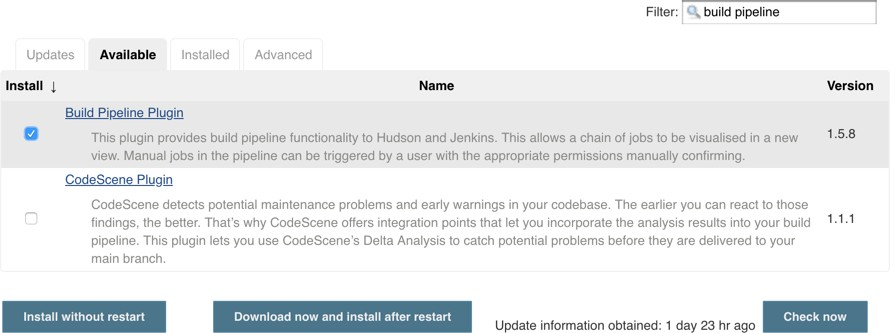 Filter: build pipeline
Updates Available Installed Advanced
Install ↓ Name Version
Build Pipeline Plugin
This plugin provides build pipeline functionality to Hudson and Jenkins. This allows a chain of jobs to be visualised in a new
view. Manual jobs in the pipeline can be triggered by a user with the appropriate permissions manually confirming.
1.5.8
CodeScene Plugin
CodeScene detects potential maintenance problems and early warnings in your codebase. The earlier you can react to those
findings, the better. That's why CodeScene offers integration points that let you incorporate the analysis results into your build
pipeline. This plugin lets you use CodeScene's Delta Analysis to catch potential problems before they are delivered to your
main branch.
1.1.1
Install without restart Download now and install after restart Update information obtained: 1 day 23 hr ago Check now